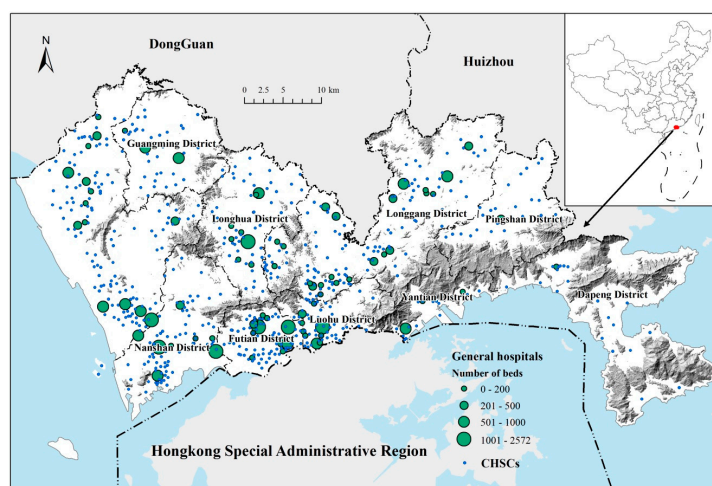 DongGuan
Huizhou
N
0 2.5 5 10 km
Guangming District
Longhua District
Longgang District
Pingshan District
Yantian District
Dapeng District
Luohu District
Futian District
Nanshan District
General hospitals
Number of beds
0 - 200
201 - 500
501 - 1000
1001 - 2572
CHSCs
Hongkong Special Administrative Region